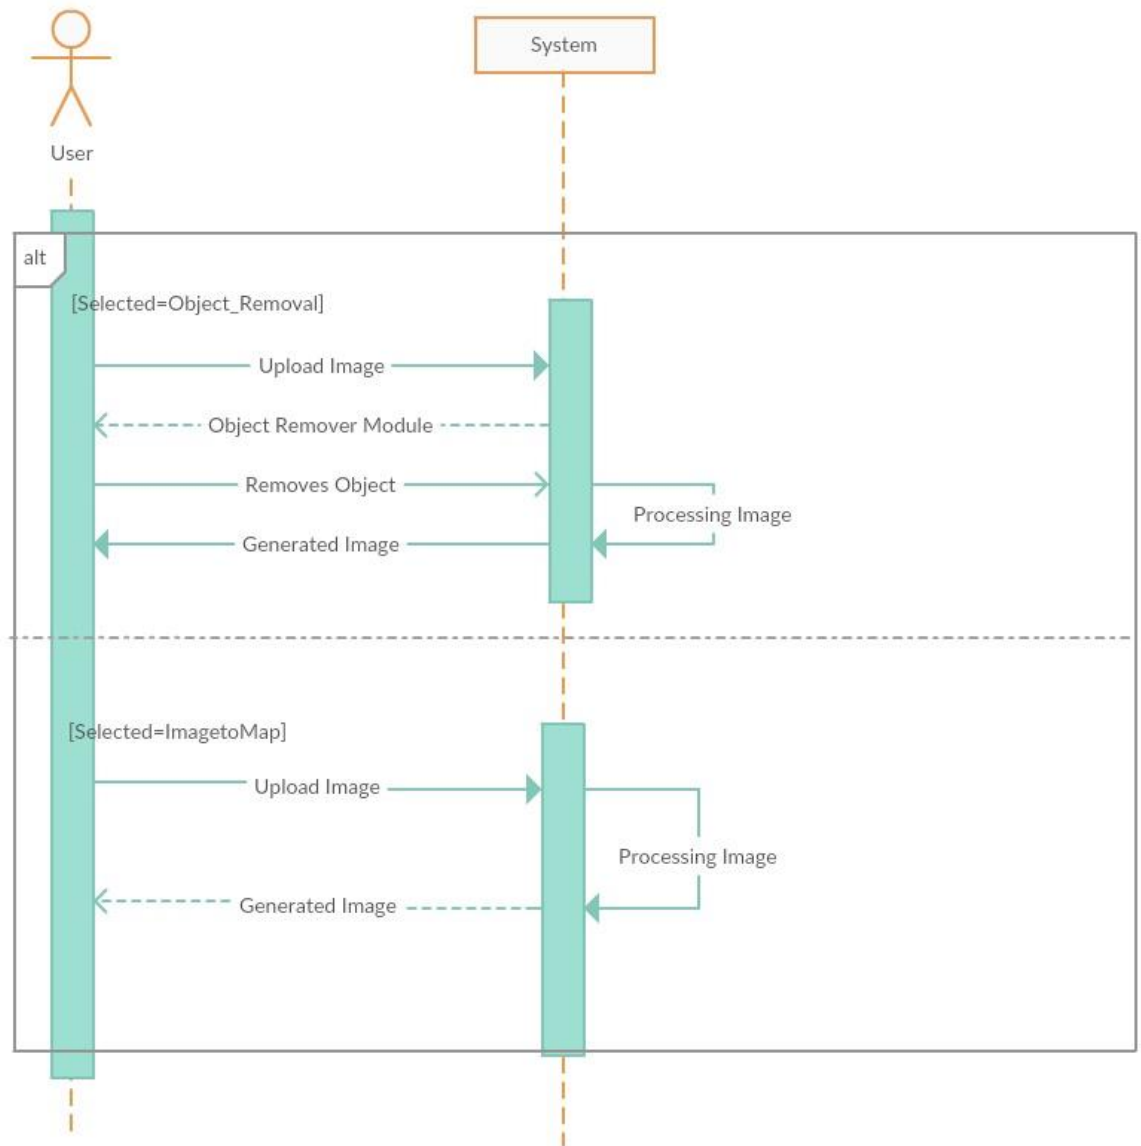 System
User
alt
[Selected=Object_Removal]
Upload Image
Object Remover Module
Removes Object
Processing Image
Generated Image
[Selected=ImagetoMap]
Upload Image
Processing Image
Generated Image